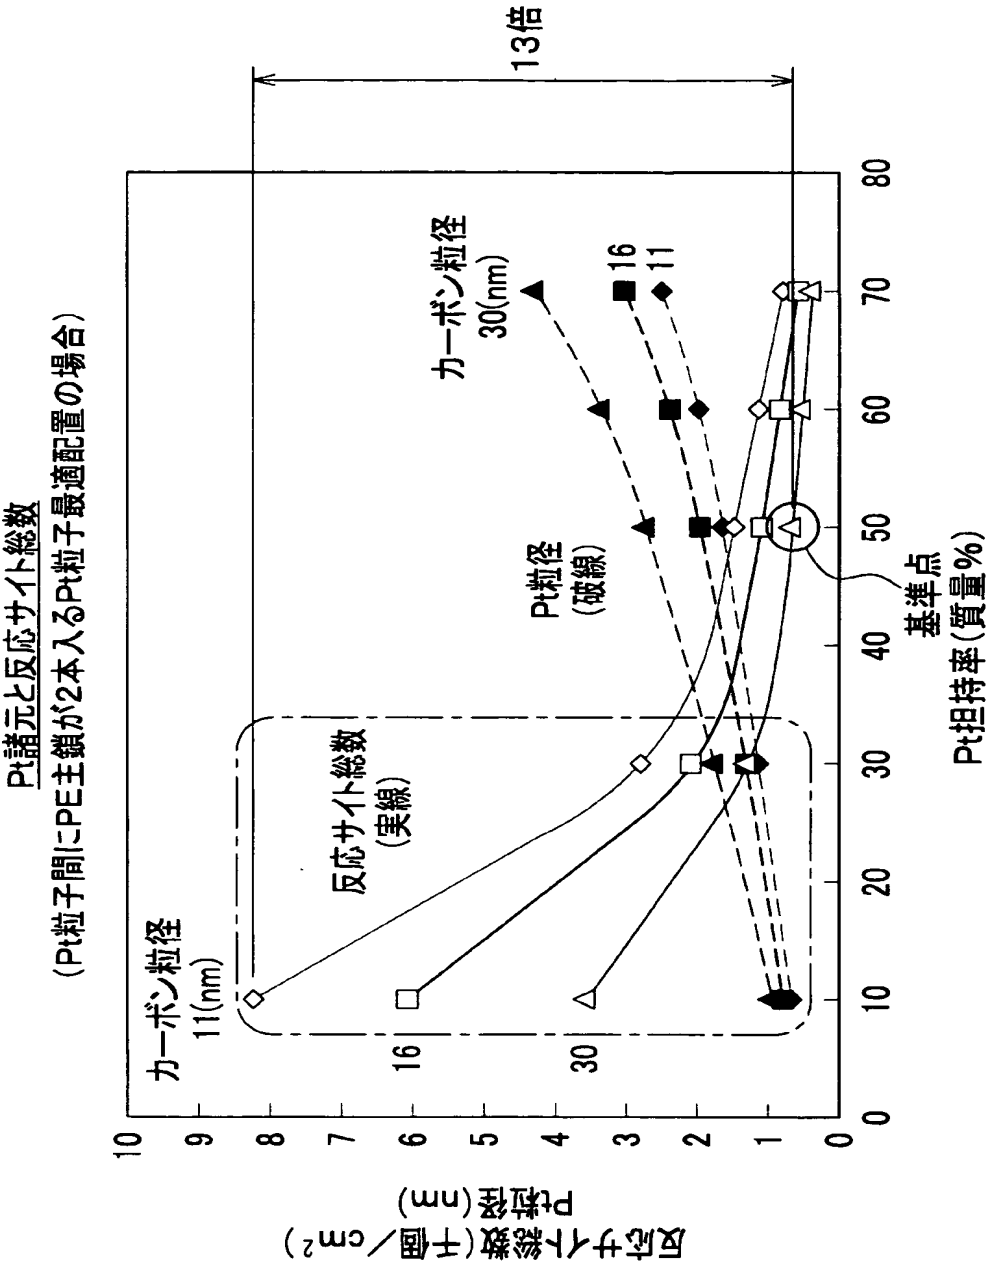 Pt諸元と反応サイト総数
(Pt粒子間にPE主鎖が2本入るPt粒子最適配置の場合)
カーボン粒径
11(nm)
16
30
反応サイト総数
(実線)
Pt粒径
(破線)
カーボン粒径
30(nm)
16
11
13倍
基準点
反応サイト総数(千個/cm²)
Pt粒径(nm)
10
9
8
7
6
5
4
3
2
1
0
0
10
20
30
40
50
60
70
80
Pt担持率(質量%)